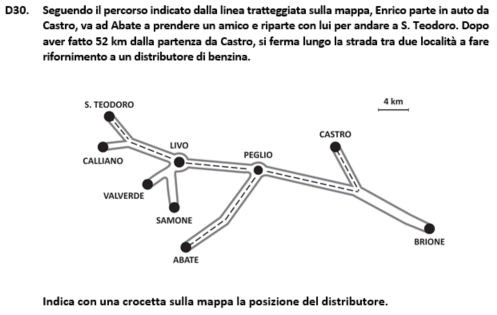 D30. Seguendo il percorso indicato dalla linea tratteggiata sulla mappa, Enrico parte in auto da
Castro, va ad Abate a prendere un amico e riparte con lui per andare a S. Teodoro. Dopo
aver fatto 52 km dalla partenza da Castro, si ferma lungo la strada tra due località a fare
rifornimento a un distributore di benzina.
4 km
S. TEODORO
CASTRO
LIVO
PEGLIO
CALLIANO
VALVERDE
SAMONE
BRIONE
ABATE
Indica con una crocetta sulla mappa la posizione del distributore.